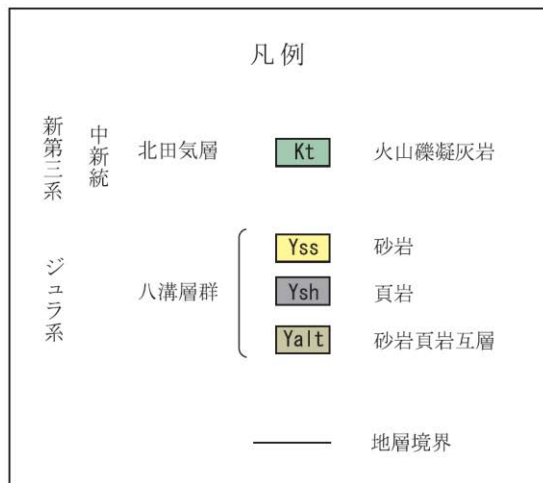 凡例
新第三系
中新統
北田気層
Kt
火山礫凝灰岩
ジュラ系
八溝層群
Yss
砂岩
Ysh
頁岩
Yalt
砂岩頁岩互層
地層境界